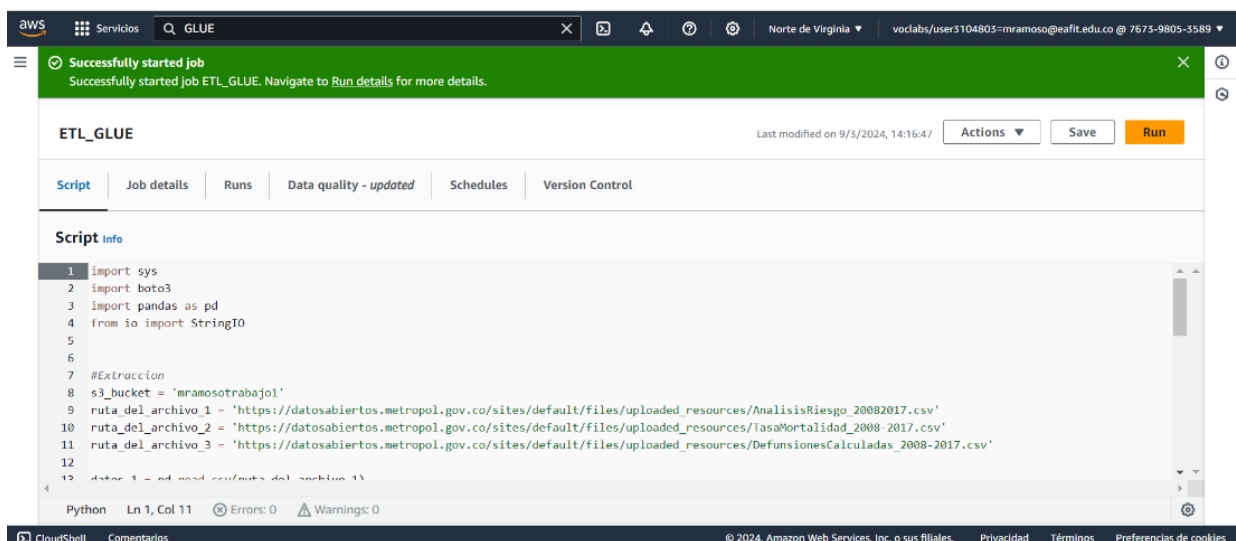 aws Servicios GLUE Norte de Virginia voclabs/user3104803=mramoso@eafit.edu.co @ 7673-9805-3589
Successfully started job
Successfully started job ETL_GLUE. Navigate to Run details for more details.
ETL_GLUE Last modified on 9/3/2024, 14:16:47 Actions Save Run
Script Job details Runs Data quality - updated Schedules Version Control
Script Info
1 import sys
2 import boto3
3 import pandas as pd
4 from io import StringIO
5
6
7 #Extraccion
8 s3_bucket = 'mramosotrabajo1'
9 ruta_del_archivo_1 = 'https://datosabiertos.metropol.gov.co/sites/default/files/uploaded_resources/AnalisisRiesgo_20082017.csv'
10 ruta_del_archivo_2 = 'https://datosabiertos.metropol.gov.co/sites/default/files/uploaded_resources/TasaMortalidad_2008-2017.csv'
11 ruta_del_archivo_3 = 'https://datosabiertos.metropol.gov.co/sites/default/files/uploaded_resources/DefunsionesCalculadas_2008-2017.csv'
12
13 datos_1 = pd.read_csv(ruta_del_archivo_1)
Python Ln 1, Col 11 Errors: 0 Warnings: 0
CloudShell Comentarios © 2024, Amazon Web Services, Inc. o sus filiales. Privacidad Términos Preferencias de cookies